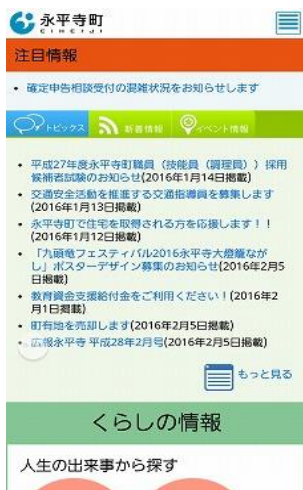 永平寺町
EIHEIJI
注目情報
・ 確定申告相談受付の混雑状況をお知らせします
トピックス 新着情報 イベント情報
・ 平成27年度永平寺町職員（技能員（調理員））採用
候補者試験のお知らせ(2016年1月14日掲載)
・ 交通安全活動を推進する交通指導員を募集します
(2016年1月13日掲載)
・ 永平寺町で住宅を取得される方を応援します！！
(2016年1月12日掲載)
・ 「九頭竜フェスティバル2016永平寺大燈籠なが
し」ポスターデザイン募集のお知らせ(2016年2月5
日掲載)
・ 教育資金支援給付金をご利用ください！(2016年2
月1日掲載)
・ 町有地を売却します(2016年2月5日掲載)
・ 広報永平寺 平成28年2月号(2016年2月5日掲載)
もっと見る
くらしの情報
人生の出来事から探す